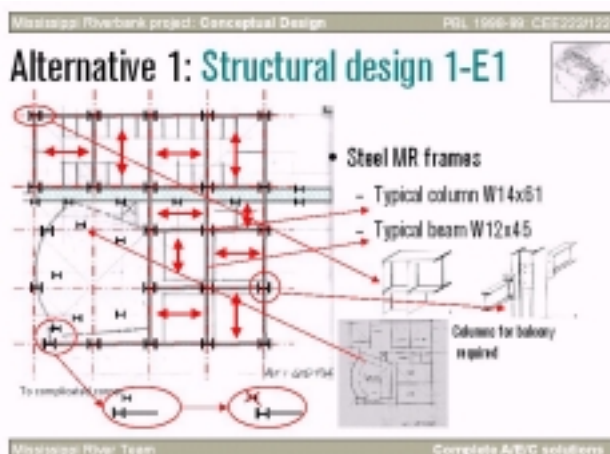 Mississippi Riverbank project: Conceptual Design
PBL 1998-99: CEE222/122
Alternative 1: Structural design 1-E1
• Steel MR frames
– Typical column W14x61
– Typical beam W12x45
Columns for balcony
required
To complicated corner
Mississippi River Team
Complete A/E/C solutions